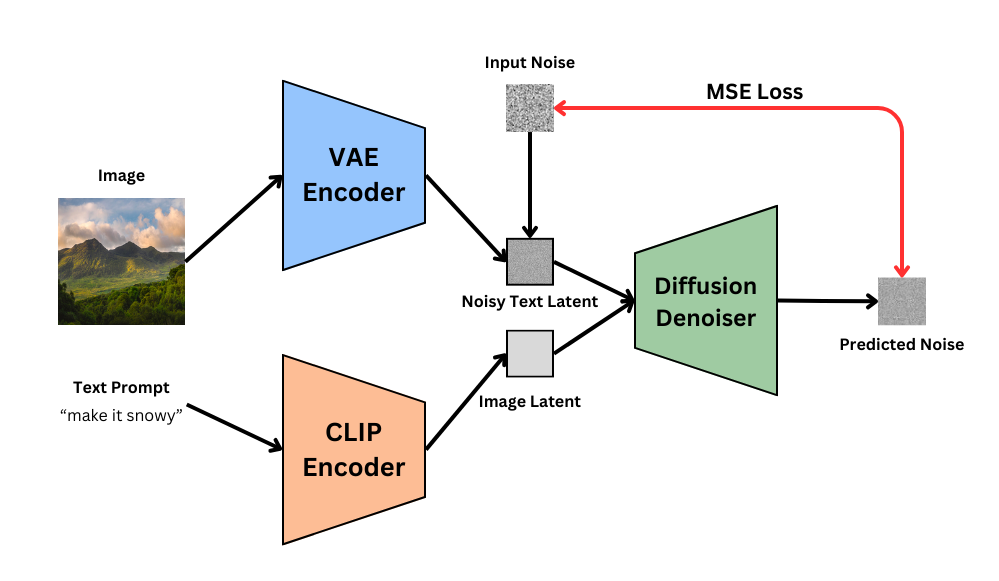 Input Noise
MSE Loss
VAE
Encoder
Image
Noisy Text Latent
Diffusion
Denoiser
Predicted Noise
Text Prompt
“make it snowy”
Image Latent
CLIP
Encoder